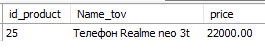 id_product Name_tov price
25 Телефон Realme neo 3t 22000.00